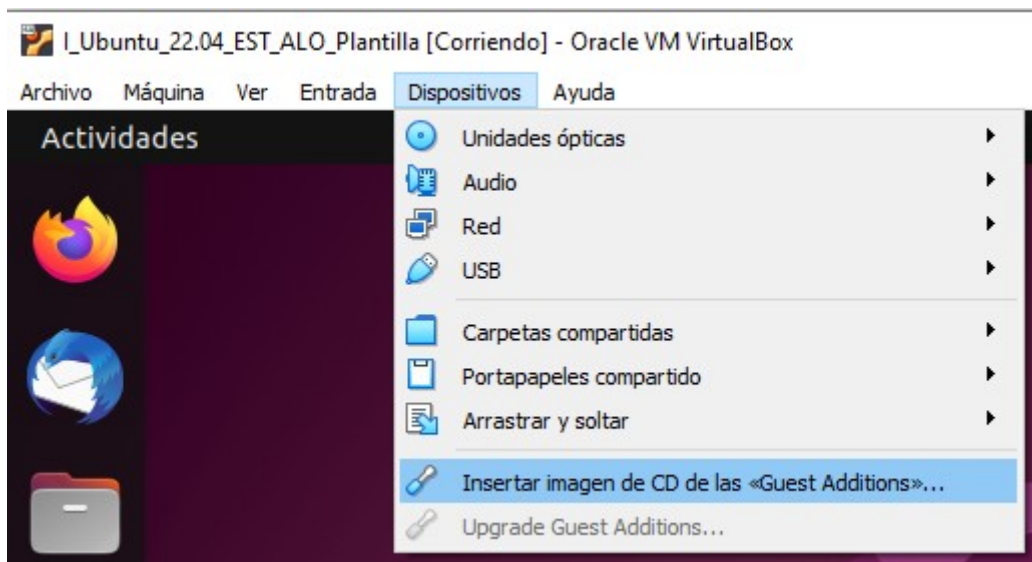 I_Ubuntu_22.04_EST_ALO_Plantilla [Corriendo] - Oracle VM VirtualBox
Archivo Máquina Ver Entrada Dispositivos Ayuda
Actividades
Unidades ópticas
Audio
Red
USB
Carpetas compartidas
Portapapeles compartido
Arrastrar y soltar
Insertar imagen de CD de las «Guest Additions»...
Upgrade Guest Additions...